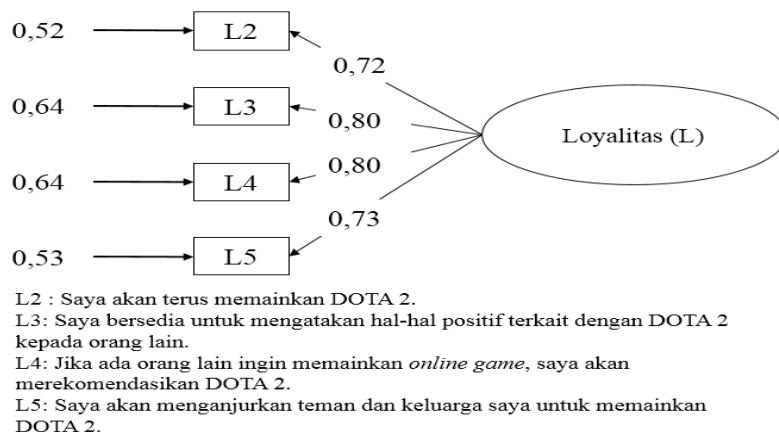 0,52
L2
0,72
0,64
L3
0,80
Loyalitas (L)
0,80
0,64
L4
0,73
0,53
L5
L2 : Saya akan terus memainkan DOTA 2.
L3: Saya bersedia untuk mengatakan hal-hal positif terkait dengan DOTA 2
kepada orang lain.
L4: Jika ada orang lain ingin memainkan online game, saya akan
merekomendasikan DOTA 2.
L5: Saya akan menganjurkan teman dan keluarga saya untuk memainkan
DOTA 2.